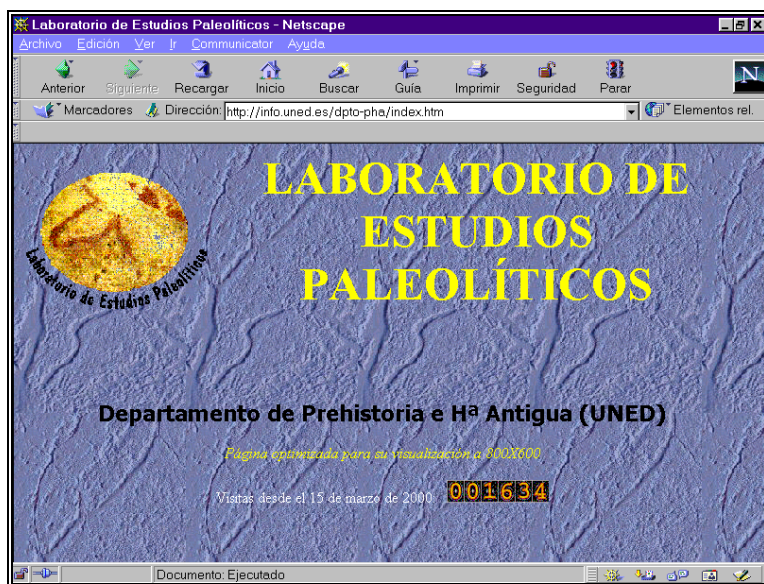 Laboratorio de Estudios Paleolíticos - Netscape
Archivo Edición Ver Ir Communicator Ayuda
Anterior Siguiente Recargar Inicio Buscar Guía Imprimir Seguridad Parar
N
Marcadores Dirección: http://info.uned.es/dpto-pha/index.htm Elementos rel.
LABORATORIO DE
ESTUDIOS
PALEOLÍTICOS
Laboratorio de Estudios Paleolíticos
Departamento de Prehistoria e Hª Antigua (UNED)
Página optimizada para su visualización a 800X600
Visitas desde el 15 de marzo de 2000 001634
Documento: Ejecutado